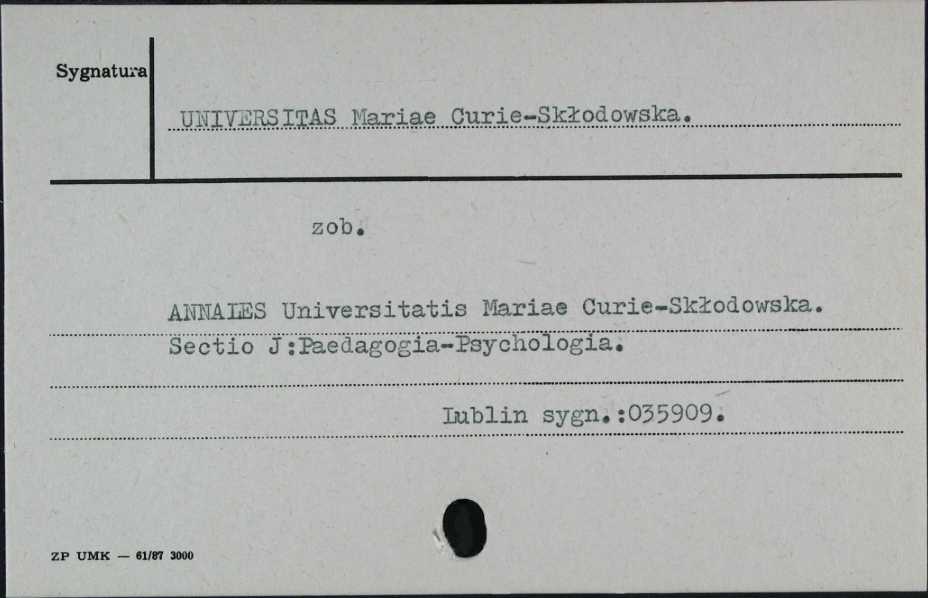 Sygnatura
UNIVERSITAS Mariae Curie-Skłodowska.
zob.
ANNALES Universitatis Mariae Curie-Skłodowska.
Sectio J:Paedagogia-Psychologia.
Lublin sygn.:035909.
ZP UMK — 61/87 3000